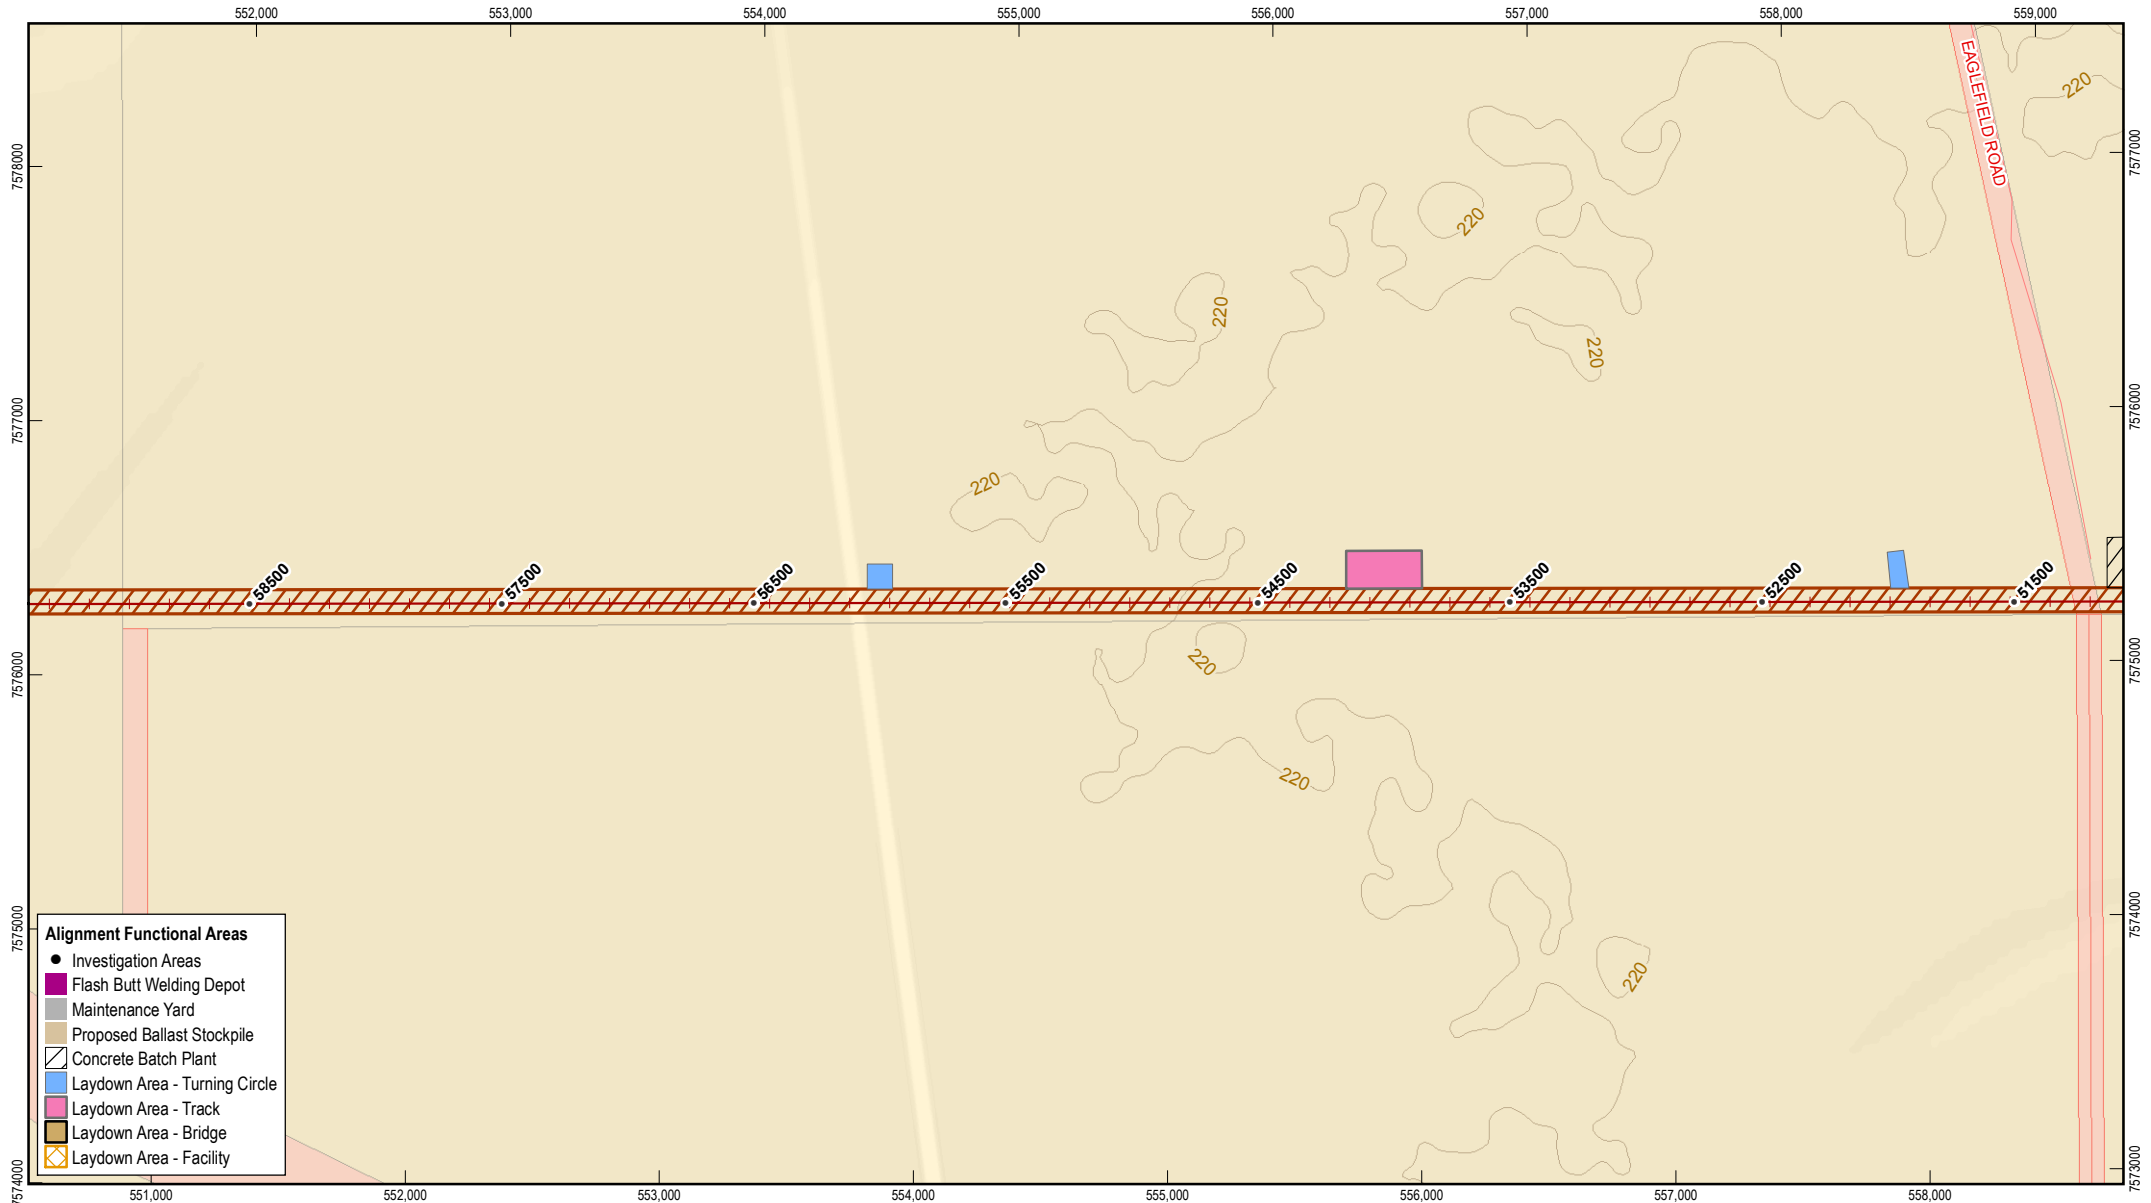 552,000 553,000 554,000 555,000 556,000 557,000 558,000 559,000
EAGLEFIELD ROAD
220
7578000
7577000
220
220
220
7577000
7576000
220
58500 57500 56500 55500 54500 53500 52500 51500
7576000
7575000
220
220
7575000
7574000
220
Alignment Functional Areas
Investigation Areas
Flash Butt Welding Depot
Maintenance Yard
Proposed Ballast Stockpile
Concrete Batch Plant
Laydown Area - Turning Circle
Laydown Area - Track
Laydown Area - Bridge
Laydown Area - Facility
7574000
7573000
551,000 552,000 553,000 554,000 555,000 556,000 557,000 558,000